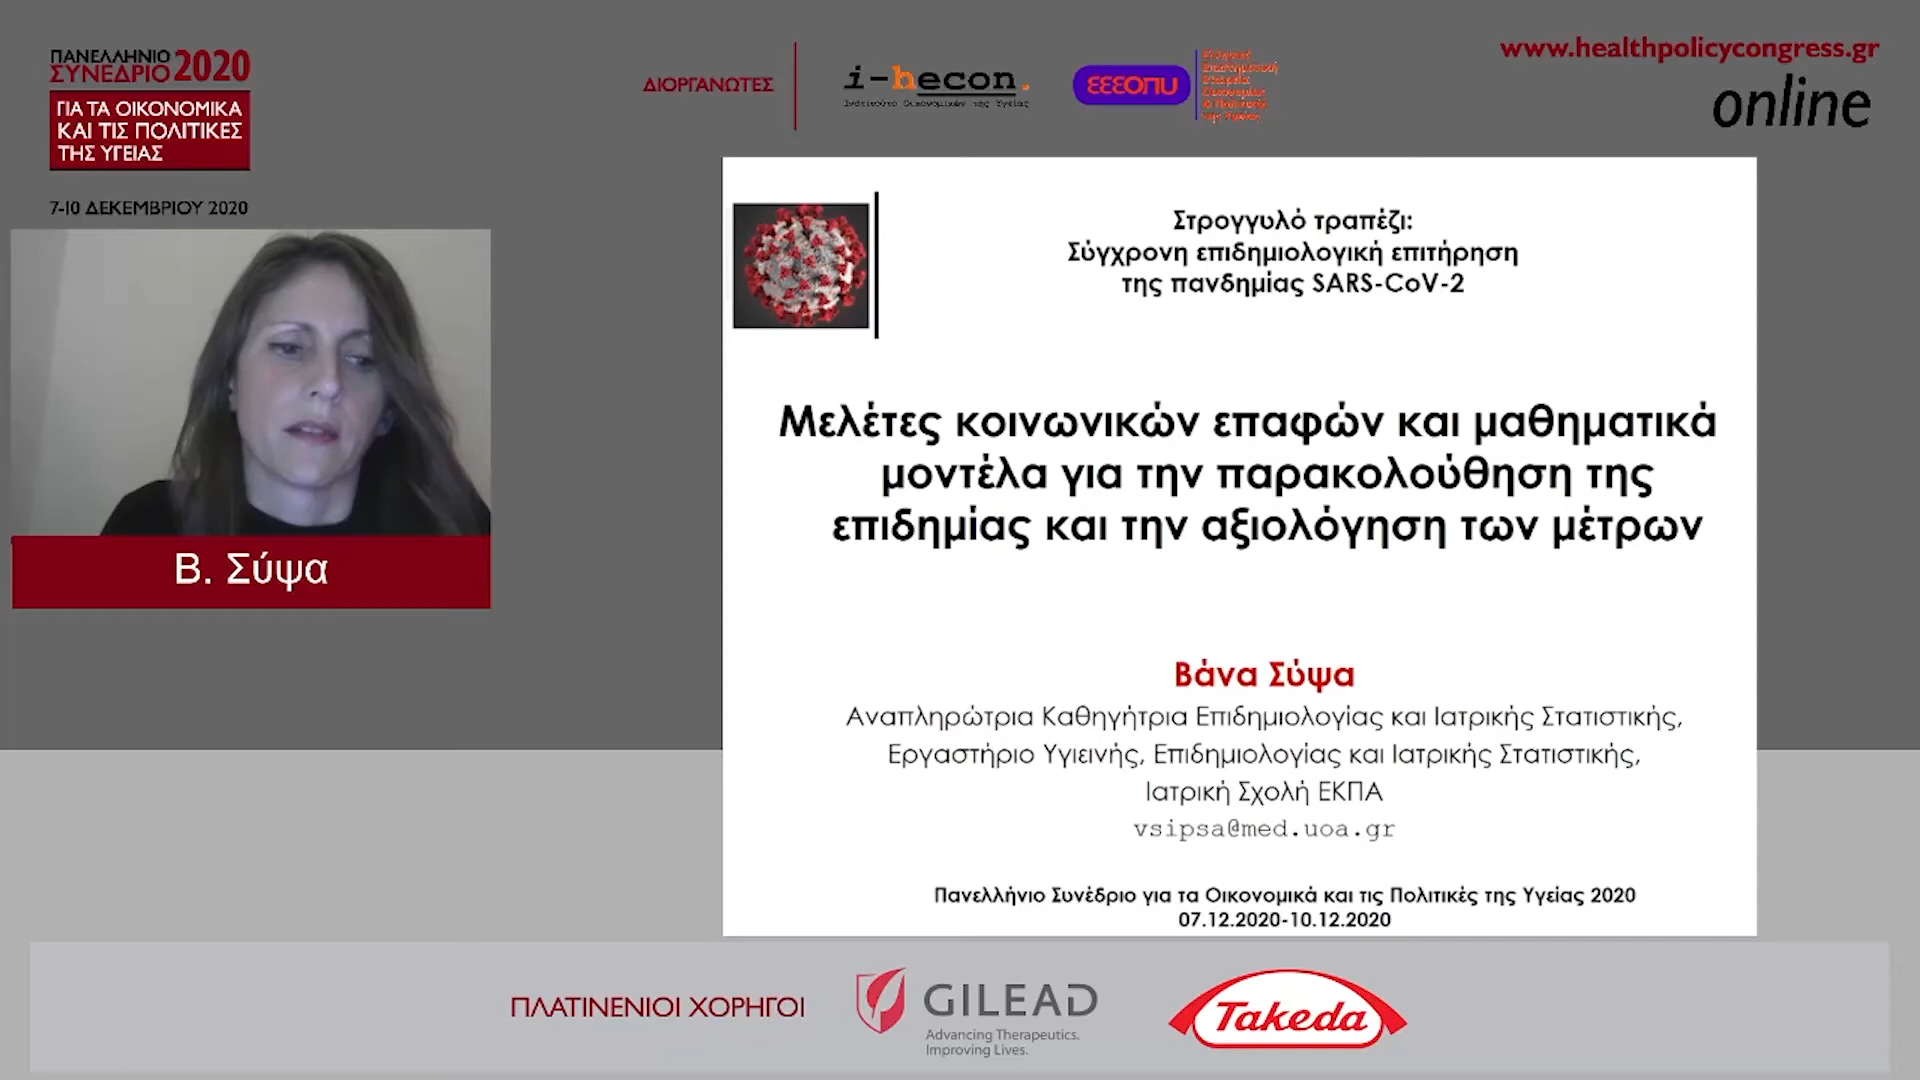 ΠΑΝΕΛΛΗΝΙΟ
ΣΥΝΕΔΡΙΟ 2020
ΓΙΑ ΤΑ ΟΙΚΟΝΟΜΙΚΑ
ΚΑΙ ΤΙΣ ΠΟΛΙΤΙΚΕΣ
ΤΗΣ ΥΓΕΙΑΣ
7-10 ΔΕΚΕΜΒΡΙΟΥ 2020
ΔΙΟΡΓΑΝΩΤΕΣ
i-hecon.
Ινστιτούτο Οικονομικών της Υγείας
ΕΕΕΟΠΥ
www.healthpolicycongress.gr
online
Β. Σύψα
Στρογγυλό τραπέζι:
Σύγχρονη επιδημιολογική επιτήρηση
της πανδημίας SARS-CoV-2
Μελέτες κοινωνικών επαφών και μαθηματικά
μοντέλα για την παρακολούθηση της
επιδημίας και την αξιολόγηση των μέτρων
Βάνα Σύψα
Αναπληρώτρια Καθηγήτρια Επιδημιολογίας και Ιατρικής Στατιστικής,
Εργαστήριο Υγιεινής, Επιδημιολογίας και Ιατρικής Στατιστικής,
Ιατρική Σχολή ΕΚΠΑ
vsipsa@med.uoa.gr
Πανελλήνιο Συνέδριο για τα Οικονομικά και τις Πολιτικές της Υγείας 2020
07.12.2020-10.12.2020
ΠΛΑΤΙΝΕΝΙΟΙ ΧΟΡΗΓΟΙ
GILEAD
Advancing Therapeutics.
Improving Lives.
Takeda